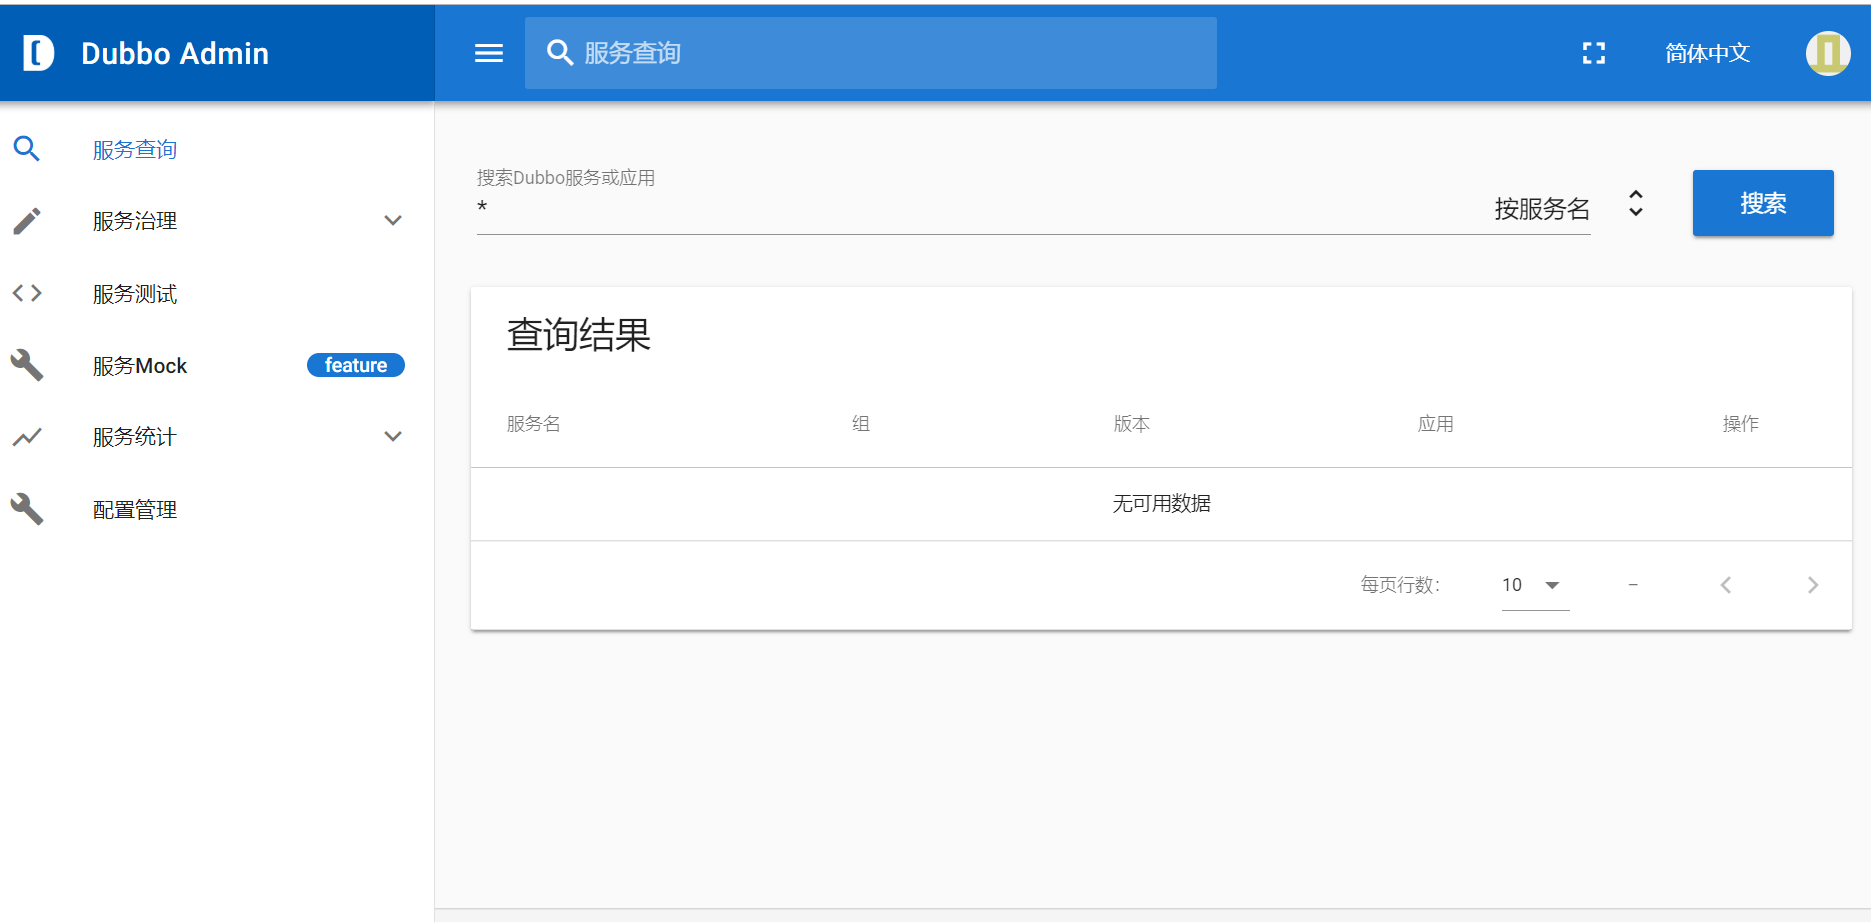 Dubbo Admin
服务查询
简体中文
服务查询
服务治理
服务测试
服务Mock
feature
服务统计
配置管理
搜索Dubbo服务或应用
*
按服务名
搜索
查询结果
服务名 组 版本 应用 操作
无可用数据
每页行数: 10 –